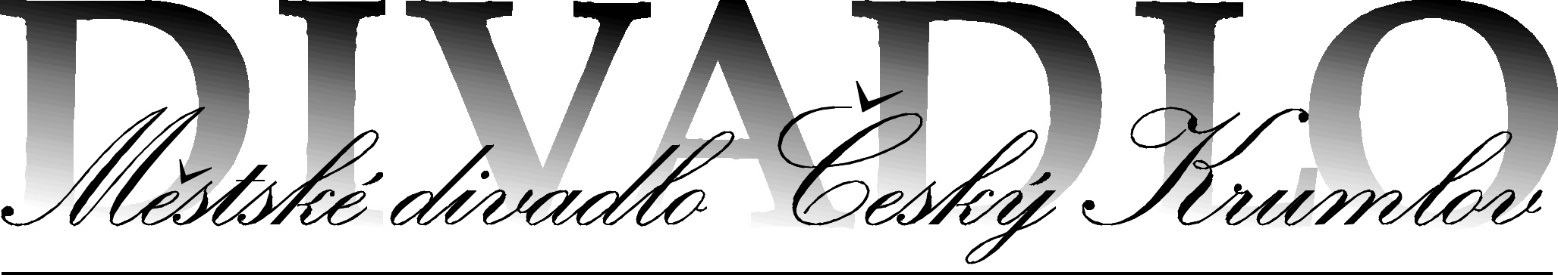 DIVADLO
Městské divadlo Český Krumlov